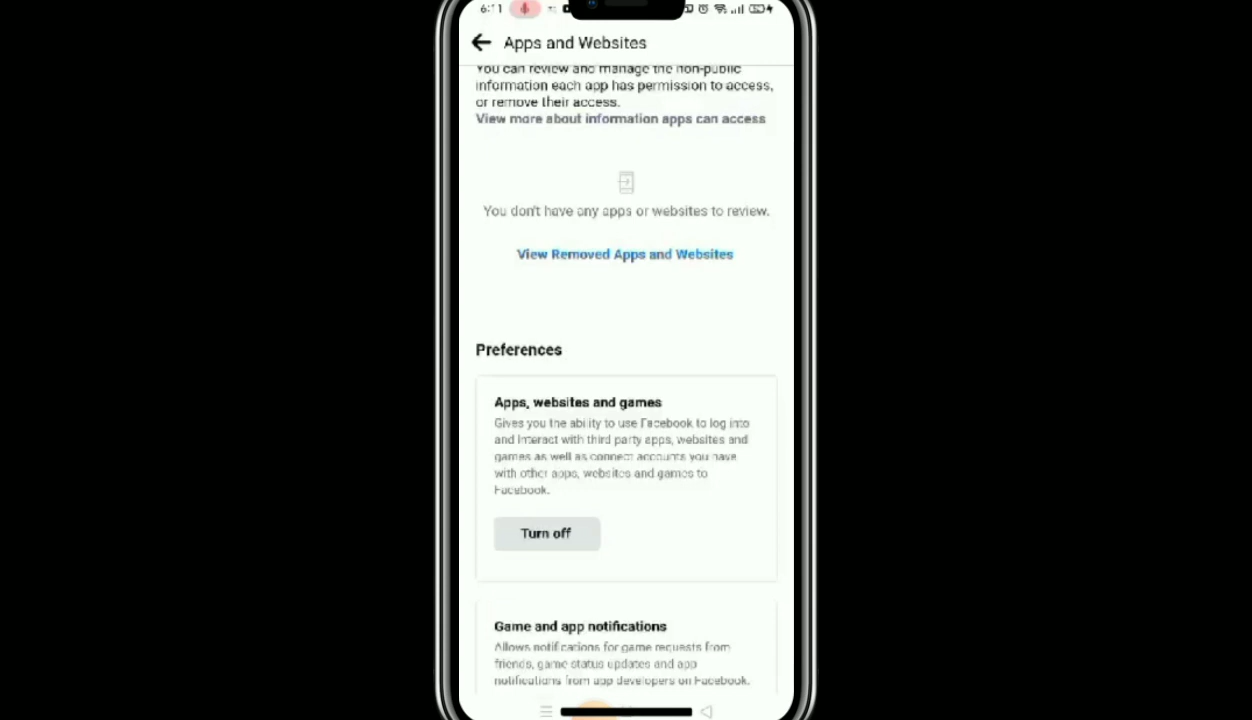 6:11
Apps and Websites
You can review and manage the non-public
information each app has permission to access,
or remove their access.
View more about information apps can access
You don't have any apps or websites to review.
View Removed Apps and Websites
Preferences
Apps, websites and games
Gives you the ability to use Facebook to log into
and interact with third party apps, websites and
games as well as connect accounts you have
with other apps, websites and games to
Facebook.
Turn off
Game and app notifications
Allows notifications for game requests from
friends, game status updates and app
notifications from app developers on Facebook.